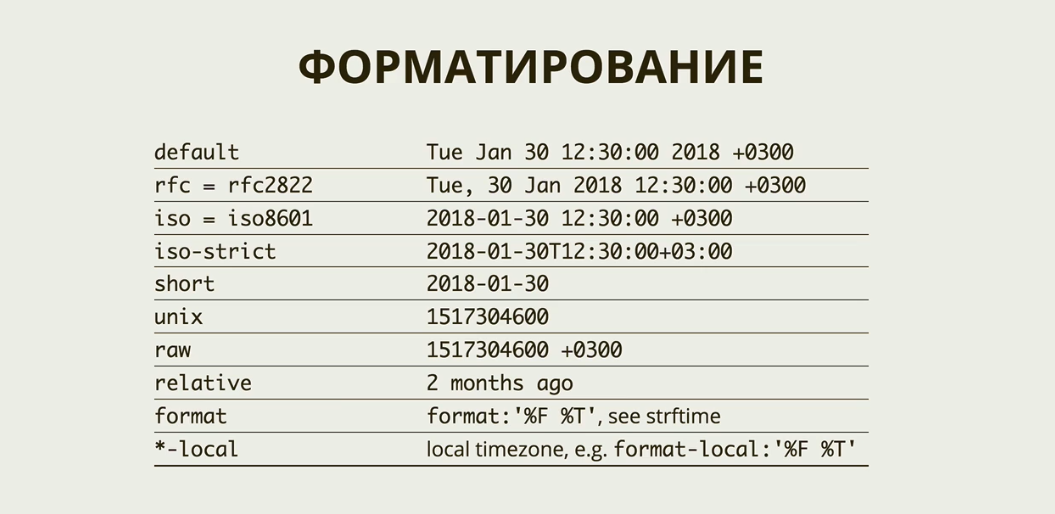 ФОРМАТИРОВАНИЕ
default Tue Jan 30 12:30:00 2018 +0300
rfc = rfc2822 Tue, 30 Jan 2018 12:30:00 +0300
iso = iso8601 2018-01-30 12:30:00 +0300
iso-strict 2018-01-30T12:30:00+03:00
short 2018-01-30
unix 1517304600
raw 1517304600 +0300
relative 2 months ago
format format:'%F %T', see strftime
*-local local timezone, e.g. format-local:'%F %T'